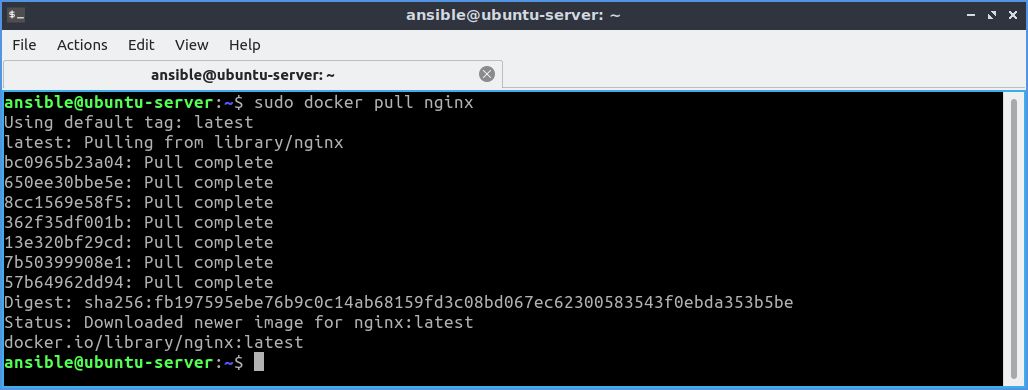 ansible@ubuntu-server: ~
File Actions Edit View Help
ansible@ubuntu-server: ~
ansible@ubuntu-server:~$ sudo docker pull nginx
Using default tag: latest
latest: Pulling from library/nginx
bc0965b23a04: Pull complete
650ee30bbe5e: Pull complete
8cc1569e58f5: Pull complete
362f35df001b: Pull complete
13e320bf29cd: Pull complete
7b50399908e1: Pull complete
57b64962dd94: Pull complete
Digest: sha256:fb197595ebe76b9c0c14ab68159fd3c08bd067ec62300583543f0ebda353b5be
Status: Downloaded newer image for nginx:latest
docker.io/library/nginx:latest
ansible@ubuntu-server:~$